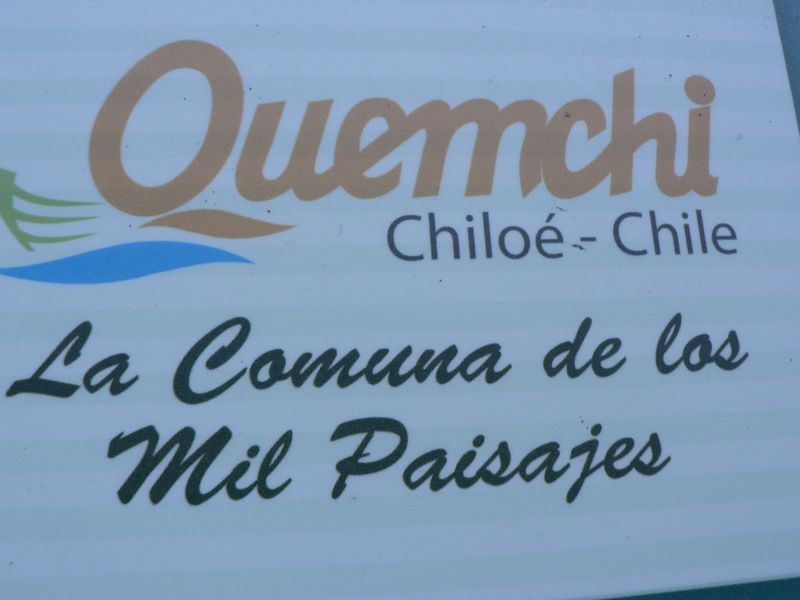 Quemchi
Chiloé - Chile
La Comuna de los
Mil Paisajes